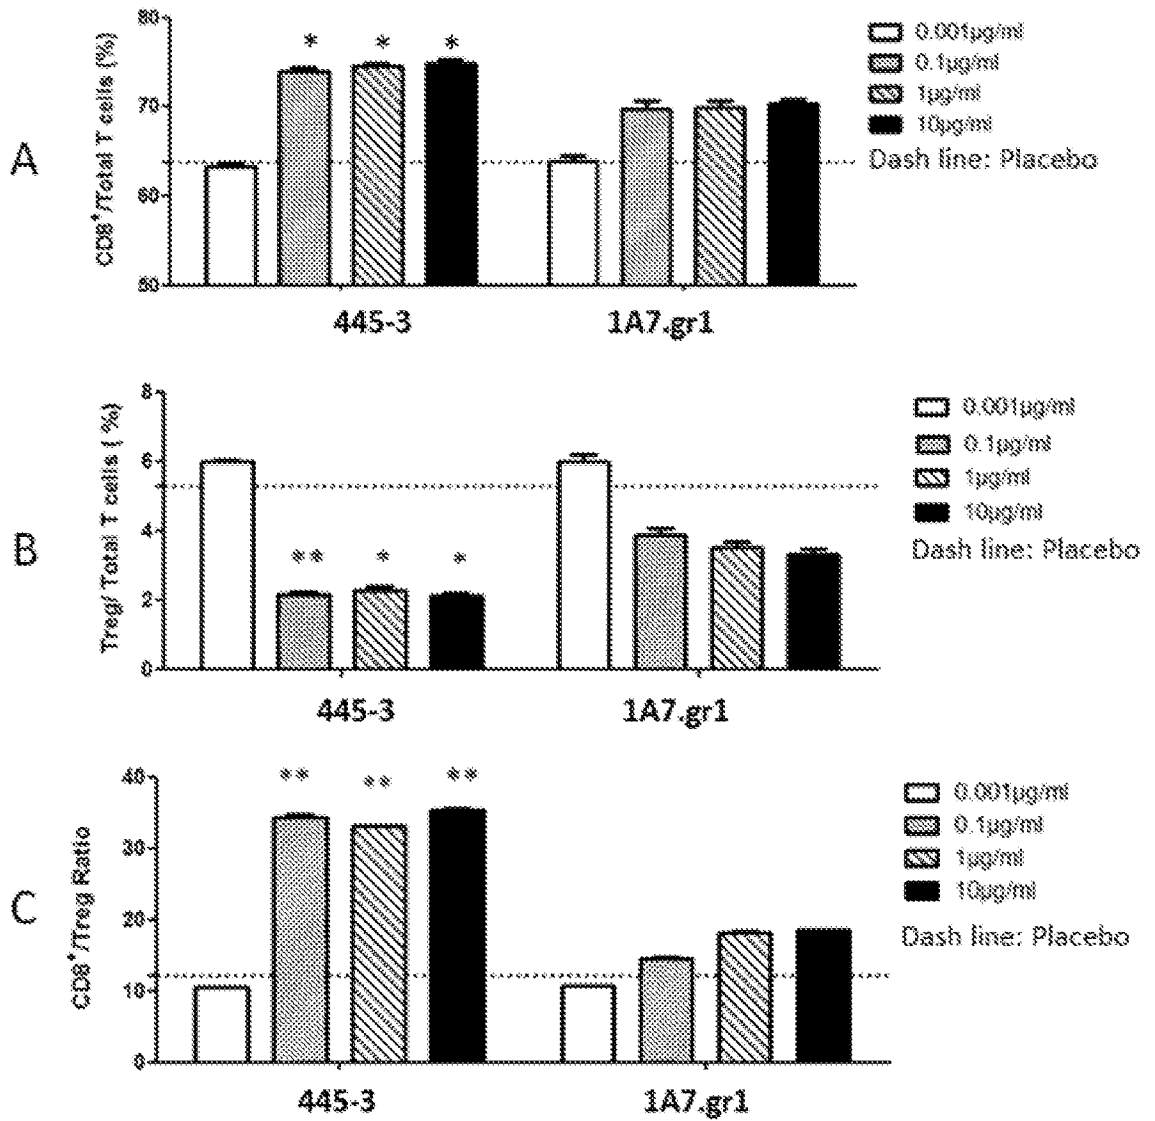 A
CD8⁺/Total T cells (%)
80
70
60
50
* * *
445-3 1A7.gr1
0.001µg/ml
0.1µg/ml
1µg/ml
10µg/ml
Dash line: Placebo
B
Treg/ Total T cells ( %)
8
6
4
2
0
** * *
445-3 1A7.gr1
0.001µg/ml
0.1µg/ml
1µg/ml
10µg/ml
Dash line: Placebo
C
CD8⁺/Treg Ratio
40
30
20
10
0
** ** **
445-3 1A7.gr1
0.001µg/ml
0.1µg/ml
1µg/ml
10µg/ml
Dash line: Placebo